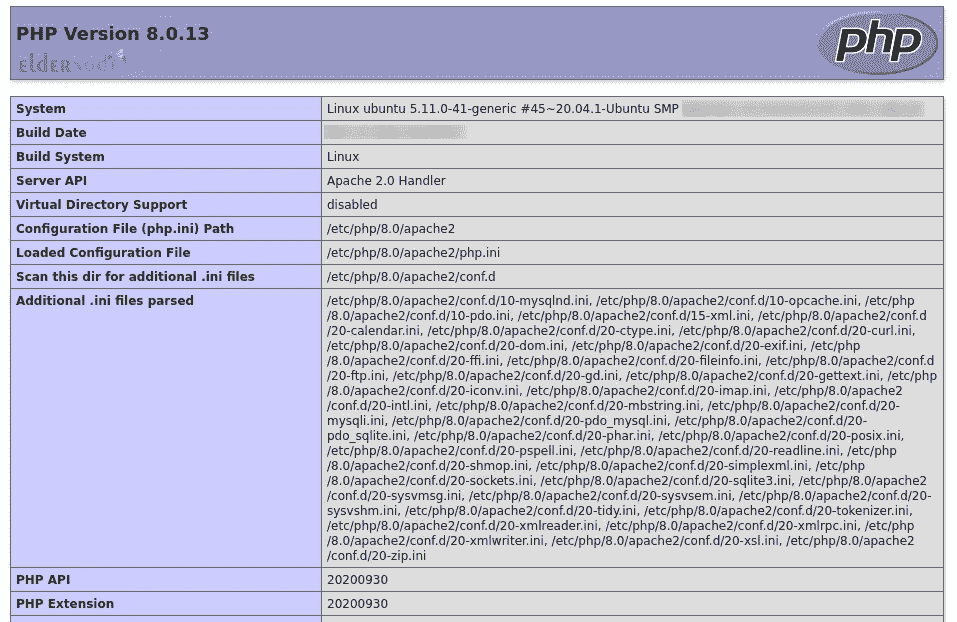 PHP Version 8.0.13
php
System Linux ubuntu 5.11.0-41-generic #45~20.04.1-Ubuntu SMP
Build Date
Build System Linux
Server API Apache 2.0 Handler
Virtual Directory Support disabled
Configuration File (php.ini) Path /etc/php/8.0/apache2
Loaded Configuration File /etc/php/8.0/apache2/php.ini
Scan this dir for additional .ini files /etc/php/8.0/apache2/conf.d
Additional .ini files parsed /etc/php/8.0/apache2/conf.d/10-mysqlnd.ini, /etc/php/8.0/apache2/conf.d/10-opcache.ini, /etc/php
/8.0/apache2/conf.d/10-pdo.ini, /etc/php/8.0/apache2/conf.d/15-xml.ini, /etc/php/8.0/apache2/conf.d
/20-calendar.ini, /etc/php/8.0/apache2/conf.d/20-ctype.ini, /etc/php/8.0/apache2/conf.d/20-curl.ini,
/etc/php/8.0/apache2/conf.d/20-dom.ini, /etc/php/8.0/apache2/conf.d/20-exif.ini, /etc/php
/8.0/apache2/conf.d/20-ffi.ini, /etc/php/8.0/apache2/conf.d/20-fileinfo.ini, /etc/php/8.0/apache2/conf.d
/20-ftp.ini, /etc/php/8.0/apache2/conf.d/20-gd.ini, /etc/php/8.0/apache2/conf.d/20-gettext.ini, /etc/php
/8.0/apache2/conf.d/20-iconv.ini, /etc/php/8.0/apache2/conf.d/20-imap.ini, /etc/php/8.0/apache2
/conf.d/20-intl.ini, /etc/php/8.0/apache2/conf.d/20-mbstring.ini, /etc/php/8.0/apache2/conf.d/20-
mysqli.ini, /etc/php/8.0/apache2/conf.d/20-pdo_mysql.ini, /etc/php/8.0/apache2/conf.d/20-
pdo_sqlite.ini, /etc/php/8.0/apache2/conf.d/20-phar.ini, /etc/php/8.0/apache2/conf.d/20-posix.ini,
/etc/php/8.0/apache2/conf.d/20-pspell.ini, /etc/php/8.0/apache2/conf.d/20-readline.ini, /etc/php
/8.0/apache2/conf.d/20-shmop.ini, /etc/php/8.0/apache2/conf.d/20-simplexml.ini, /etc/php
/8.0/apache2/conf.d/20-sockets.ini, /etc/php/8.0/apache2/conf.d/20-sqlite3.ini, /etc/php/8.0/apache2
/conf.d/20-sysvmsg.ini, /etc/php/8.0/apache2/conf.d/20-sysvsem.ini, /etc/php/8.0/apache2/conf.d/20-
sysvshm.ini, /etc/php/8.0/apache2/conf.d/20-tidy.ini, /etc/php/8.0/apache2/conf.d/20-tokenizer.ini,
/etc/php/8.0/apache2/conf.d/20-xmlreader.ini, /etc/php/8.0/apache2/conf.d/20-xmlrpc.ini, /etc/php
/8.0/apache2/conf.d/20-xmlwriter.ini, /etc/php/8.0/apache2/conf.d/20-xsl.ini, /etc/php/8.0/apache2
/conf.d/20-zip.ini
PHP API 20200930
PHP Extension 20200930